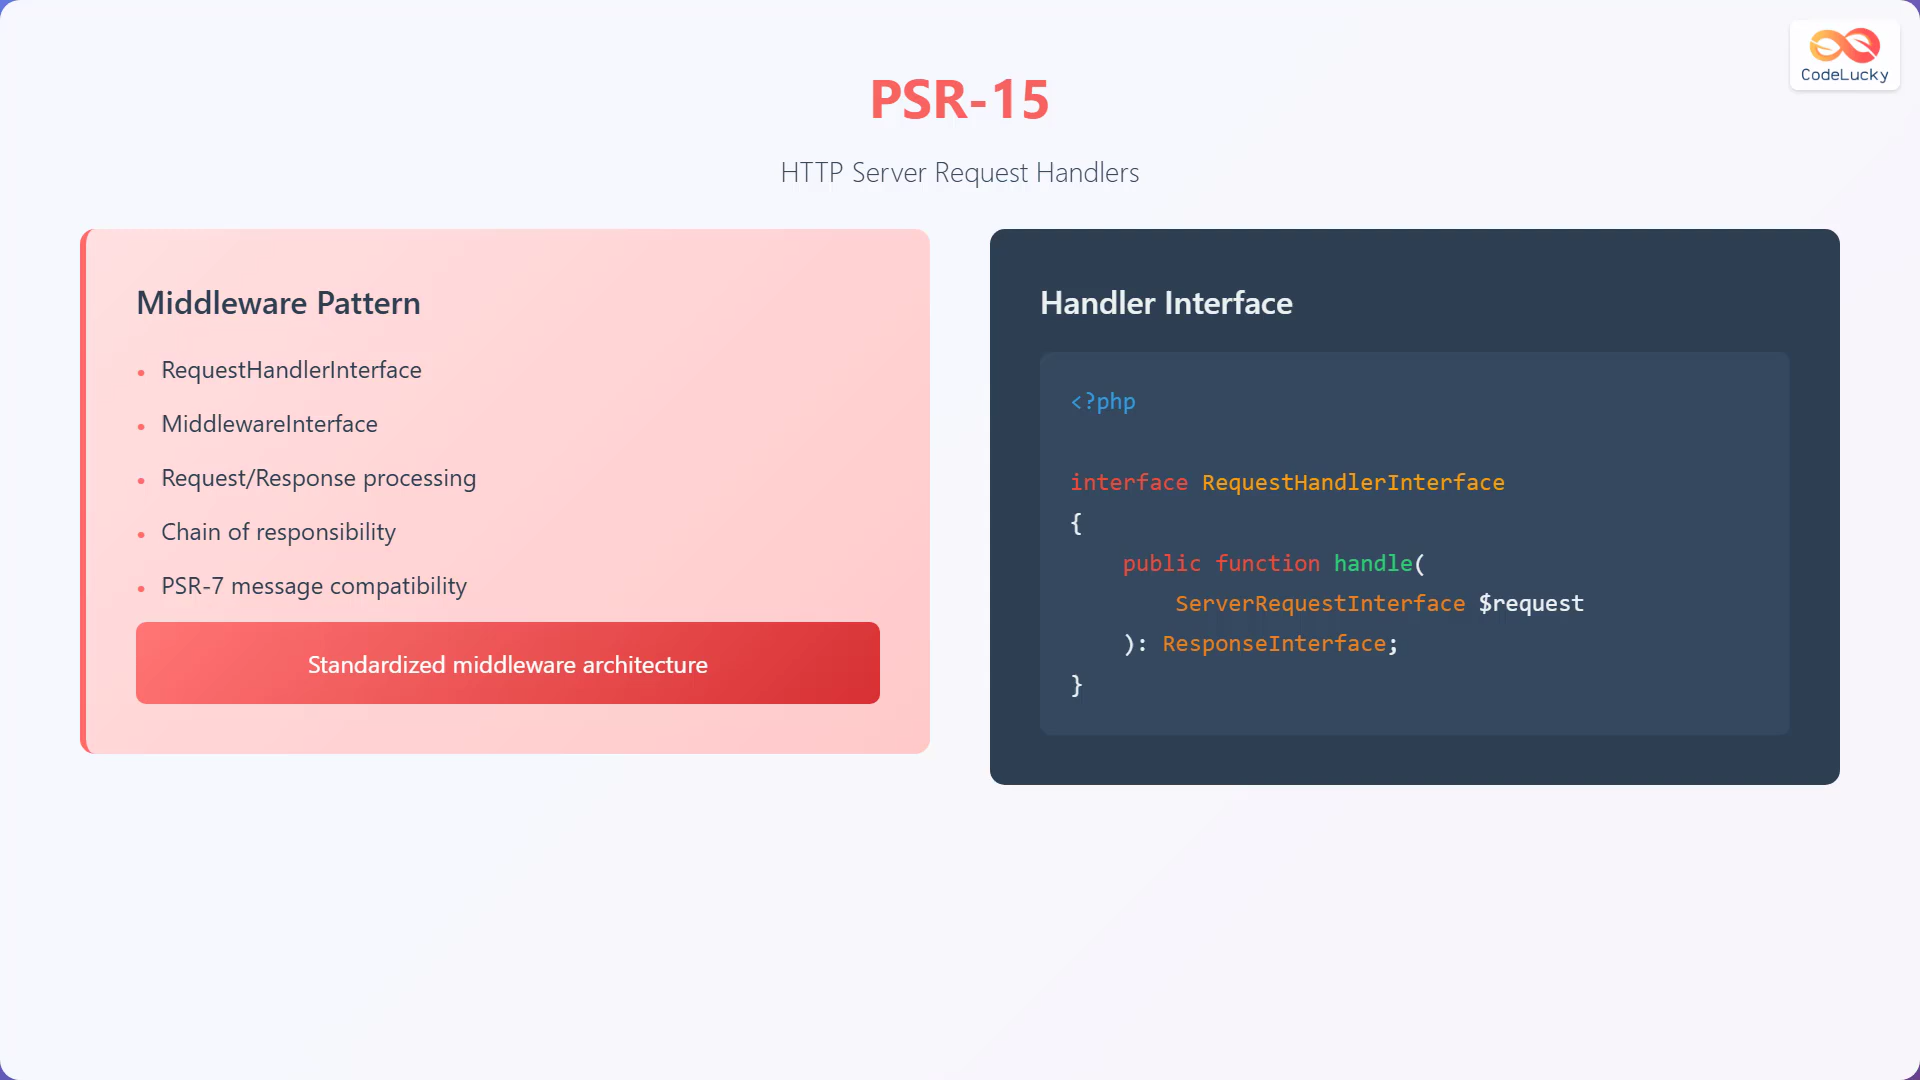 CodeLucky
PSR-15
HTTP Server Request Handlers
Middleware Pattern
• RequestHandlerInterface
• MiddlewareInterface
• Request/Response processing
• Chain of responsibility
• PSR-7 message compatibility
Standardized middleware architecture
Handler Interface
<?php
interface RequestHandlerInterface
{
    public function handle(
        ServerRequestInterface $request
    ): ResponseInterface;
}